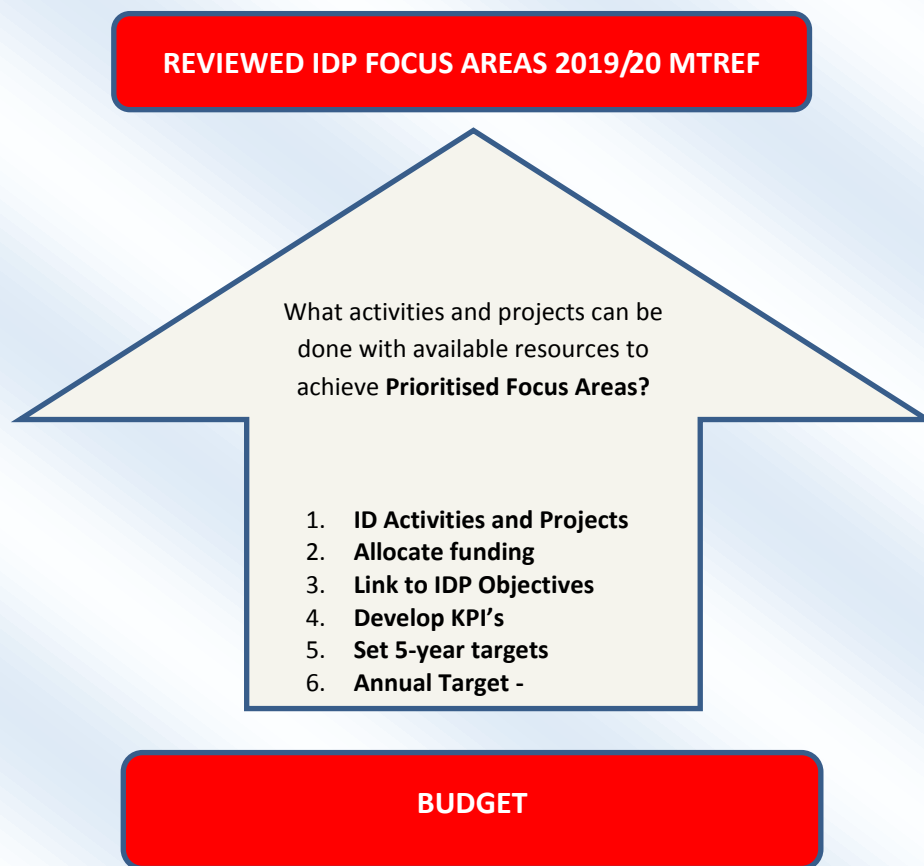 REVIEWED IDP FOCUS AREAS 2019/20 MTREF
What activities and projects can be
done with available resources to
achieve Prioritised Focus Areas?
1. ID Activities and Projects
2. Allocate funding
3. Link to IDP Objectives
4. Develop KPI’s
5. Set 5-year targets
6. Annual Target -
BUDGET